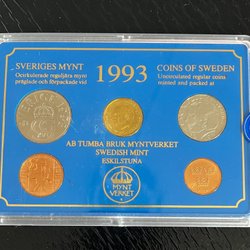 SVERIGES MYNT
Ocirkulerade reguljära mynt
präglade och förpackade vid
1993
COINS OF SWEDEN
Uncirculated regular coins
minted and packed at
AB TUMBA BRUK MYNTVERKET
SWEDISH MINT
ESKILSTUNA
MYNT
VERKET